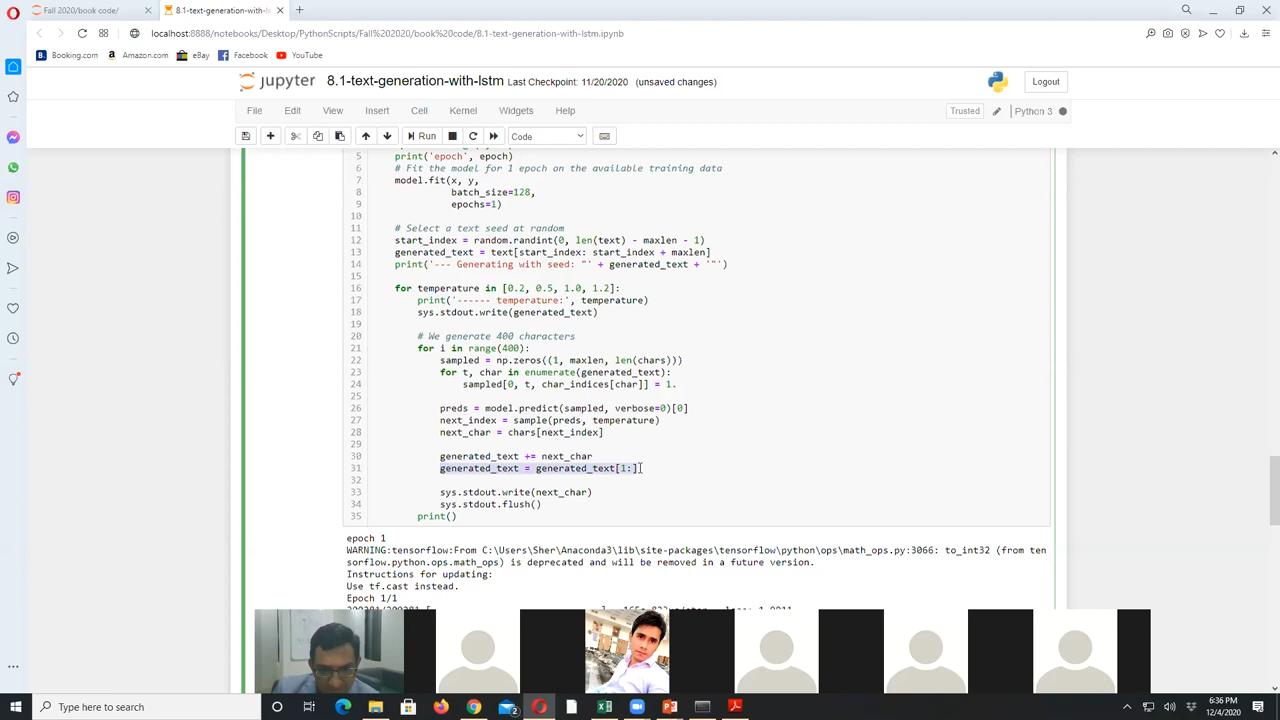 Fall 2020/book code/
8.1-text-generation-with-l
localhost:8888/notebooks/Desktop/PythonScripts/Fall%202020/book%20code/8.1-text-generation-with-lstm.ipynb
Booking.com
Amazon.com
eBay
Facebook
YouTube
jupyter 8.1-text-generation-with-lstm Last Checkpoint: 11/20/2020 (unsaved changes)
Logout
File Edit View Insert Cell Kernel Widgets Help
Trusted
Python 3
Run
Code
5 print('epoch', epoch)
6 # Fit the model for 1 epoch on the available training data
7 model.fit(x, y,
8 batch_size=128,
9 epochs=1)
10
11 # Select a text seed at random
12 start_index = random.randint(0, len(text) - maxlen - 1)
13 generated_text = text[start_index: start_index + maxlen]
14 print('--- Generating with seed: "' + generated_text + '"')
15
16 for temperature in [0.2, 0.5, 1.0, 1.2]:
17 print('------ temperature:', temperature)
18 sys.stdout.write(generated_text)
19
20 # We generate 400 characters
21 for i in range(400):
22 sampled = np.zeros((1, maxlen, len(chars)))
23 for t, char in enumerate(generated_text):
24 sampled[0, t, char_indices[char]] = 1.
25
26 preds = model.predict(sampled, verbose=0)[0]
27 next_index = sample(preds, temperature)
28 next_char = chars[next_index]
29
30 generated_text += next_char
31 generated_text = generated_text[1:]
32
33 sys.stdout.write(next_char)
34 sys.stdout.flush()
35 print()
epoch 1
WARNING:tensorflow:From C:\Users\Sher\Anaconda3\lib\site-packages\tensorflow\python\ops\math_ops.py:3066: to_int32 (from ten
sorflow.python.ops.math_ops) is deprecated and will be removed in a future version.
Instructions for updating:
Use tf.cast instead.
Epoch 1/1
Type here to search
6:36 PM
12/4/2020